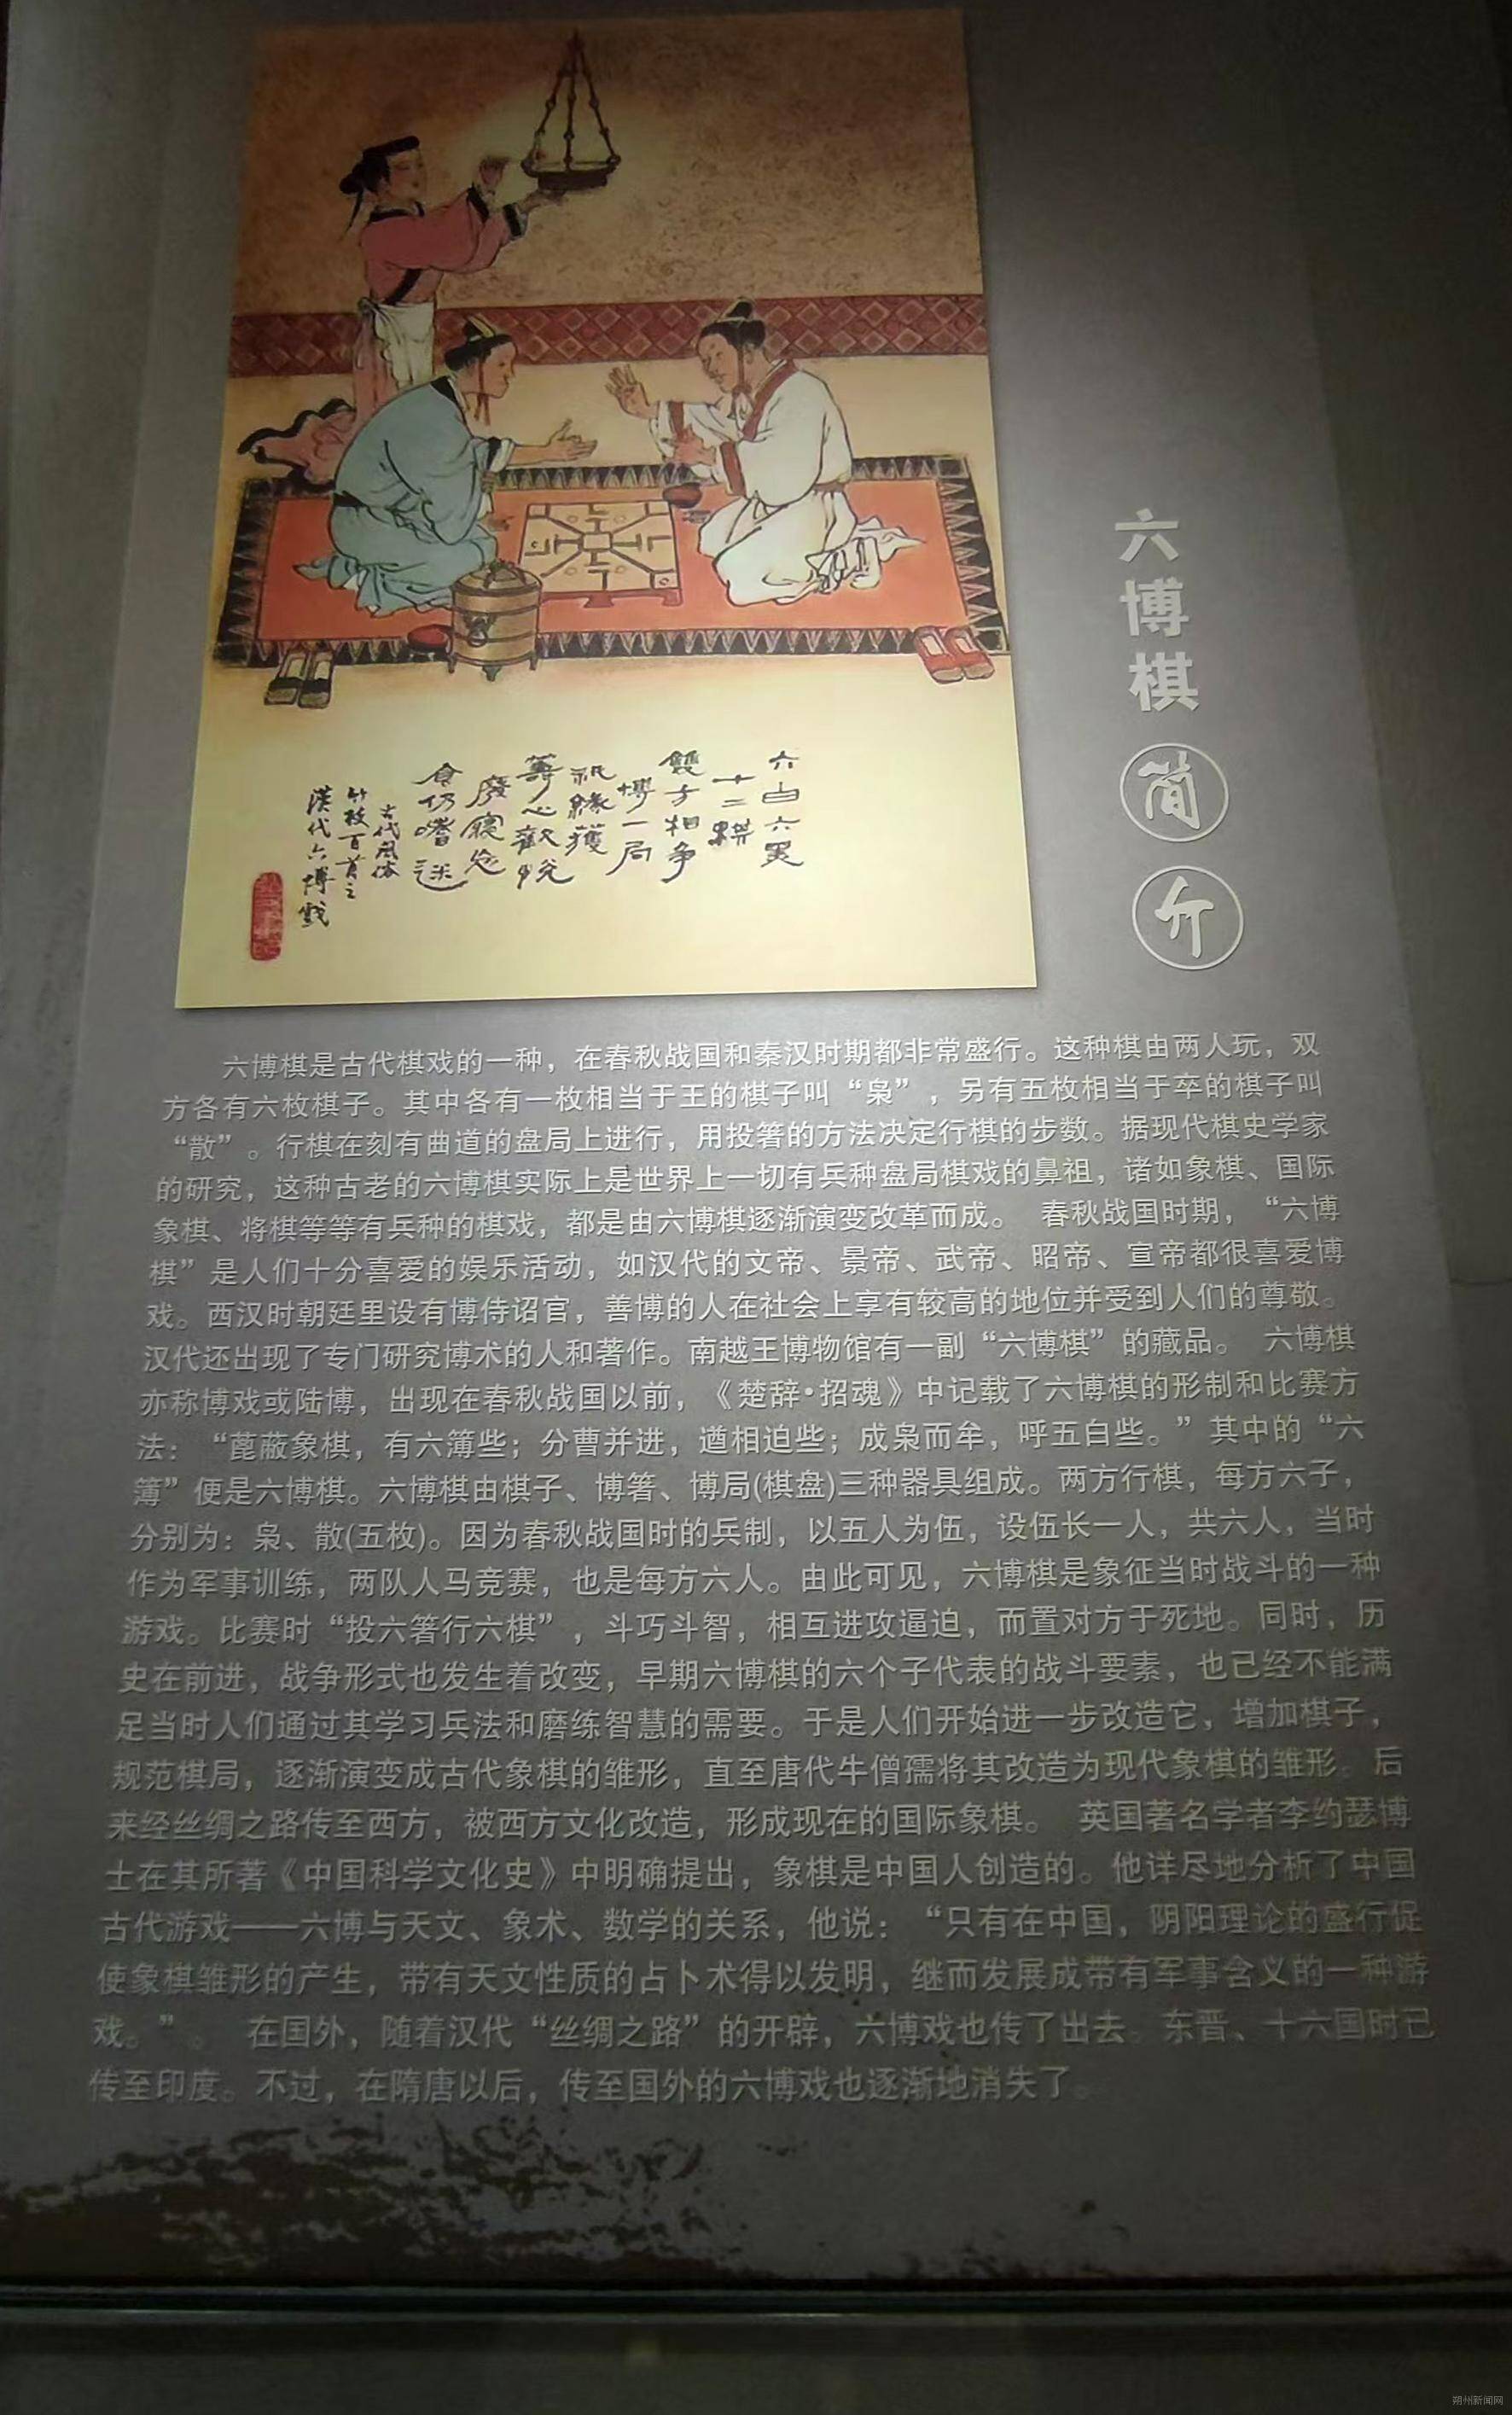 六博棋简介
六白六黑
十二棋
雙方相争
博一局
祇緣獲
籌心歡悦
廢寢忘
食仍嗜迷
古代風俗
竹枝百首之
漢代六博戲
六博棋是古代棋戏的一种，在春秋战国和秦汉时期都非常盛行。这种棋由两人玩，双
方各有六枚棋子。其中各有一枚相当于王的棋子叫“枭”，另有五枚相当于卒的棋子叫
“散”。行棋在刻有曲道的盘局上进行，用投箸的方法决定行棋的步数。据现代棋史学家
的研究，这种古老的六博棋实际上是世界上一切有兵种盘局棋戏的鼻祖，诸如象棋、国际
象棋、将棋等等有兵种的棋戏，都是由六博棋逐渐演变改革而成。 春秋战国时期，“六博
棋”是人们十分喜爱的娱乐活动，如汉代的文帝、景帝、武帝、昭帝、宣帝都很喜爱博
戏。西汉时朝廷里设有博侍诏官，善博的人在社会上享有较高的地位并受到人们的尊敬。
汉代还出现了专门研究博术的人和著作。南越王博物馆有一副“六博棋”的藏品。 六博棋
亦称博戏或陆博，出现在春秋战国以前，《楚辞·招魂》中记载了六博棋的形制和比赛方
法：“菎蔽象棋，有六簿些；分曹并进，遒相迫些；成枭而牟，呼五白些。”其中的“六
簿”便是六博棋。六博棋由棋子、博箸、博局(棋盘)三种器具组成。两方行棋，每方六子，
分别为：枭、散(五枚)。因为春秋战国时的兵制，以五人为伍，设伍长一人，共六人，当时
作为军事训练，两队人马竞赛，也是每方六人。由此可见，六博棋是象征当时战斗的一种
游戏。比赛时“投六箸行六棋”，斗巧斗智，相互进攻逼迫，而置对方于死地。同时，历
史在前进，战争形式也发生着改变，早期六博棋的六个子代表的战斗要素，也已经不能满
足当时人们通过其学习兵法和磨练智慧的需要。于是人们开始进一步改造它，增加棋子，
规范棋局，逐渐演变成古代象棋的雏形，直至唐代牛僧孺将其改造为现代象棋的雏形。后
来经丝绸之路传至西方，被西方文化改造，形成现在的国际象棋。 英国著名学者李约瑟博
士在其所著《中国科学文化史》中明确提出，象棋是中国人创造的。他详尽地分析了中国
古代游戏——六博与天文、象术、数学的关系，他说：“只有在中国，阴阳理论的盛行促
使象棋雏形的产生，带有天文性质的占卜术得以发明，继而发展成带有军事含义的一种游
戏。”。 在国外，随着汉代“丝绸之路”的开辟，六博戏也传了出去。东晋、十六国时已
传至印度。不过，在隋唐以后，传至国外的六博戏也逐渐地消失了。
朔州新闻网